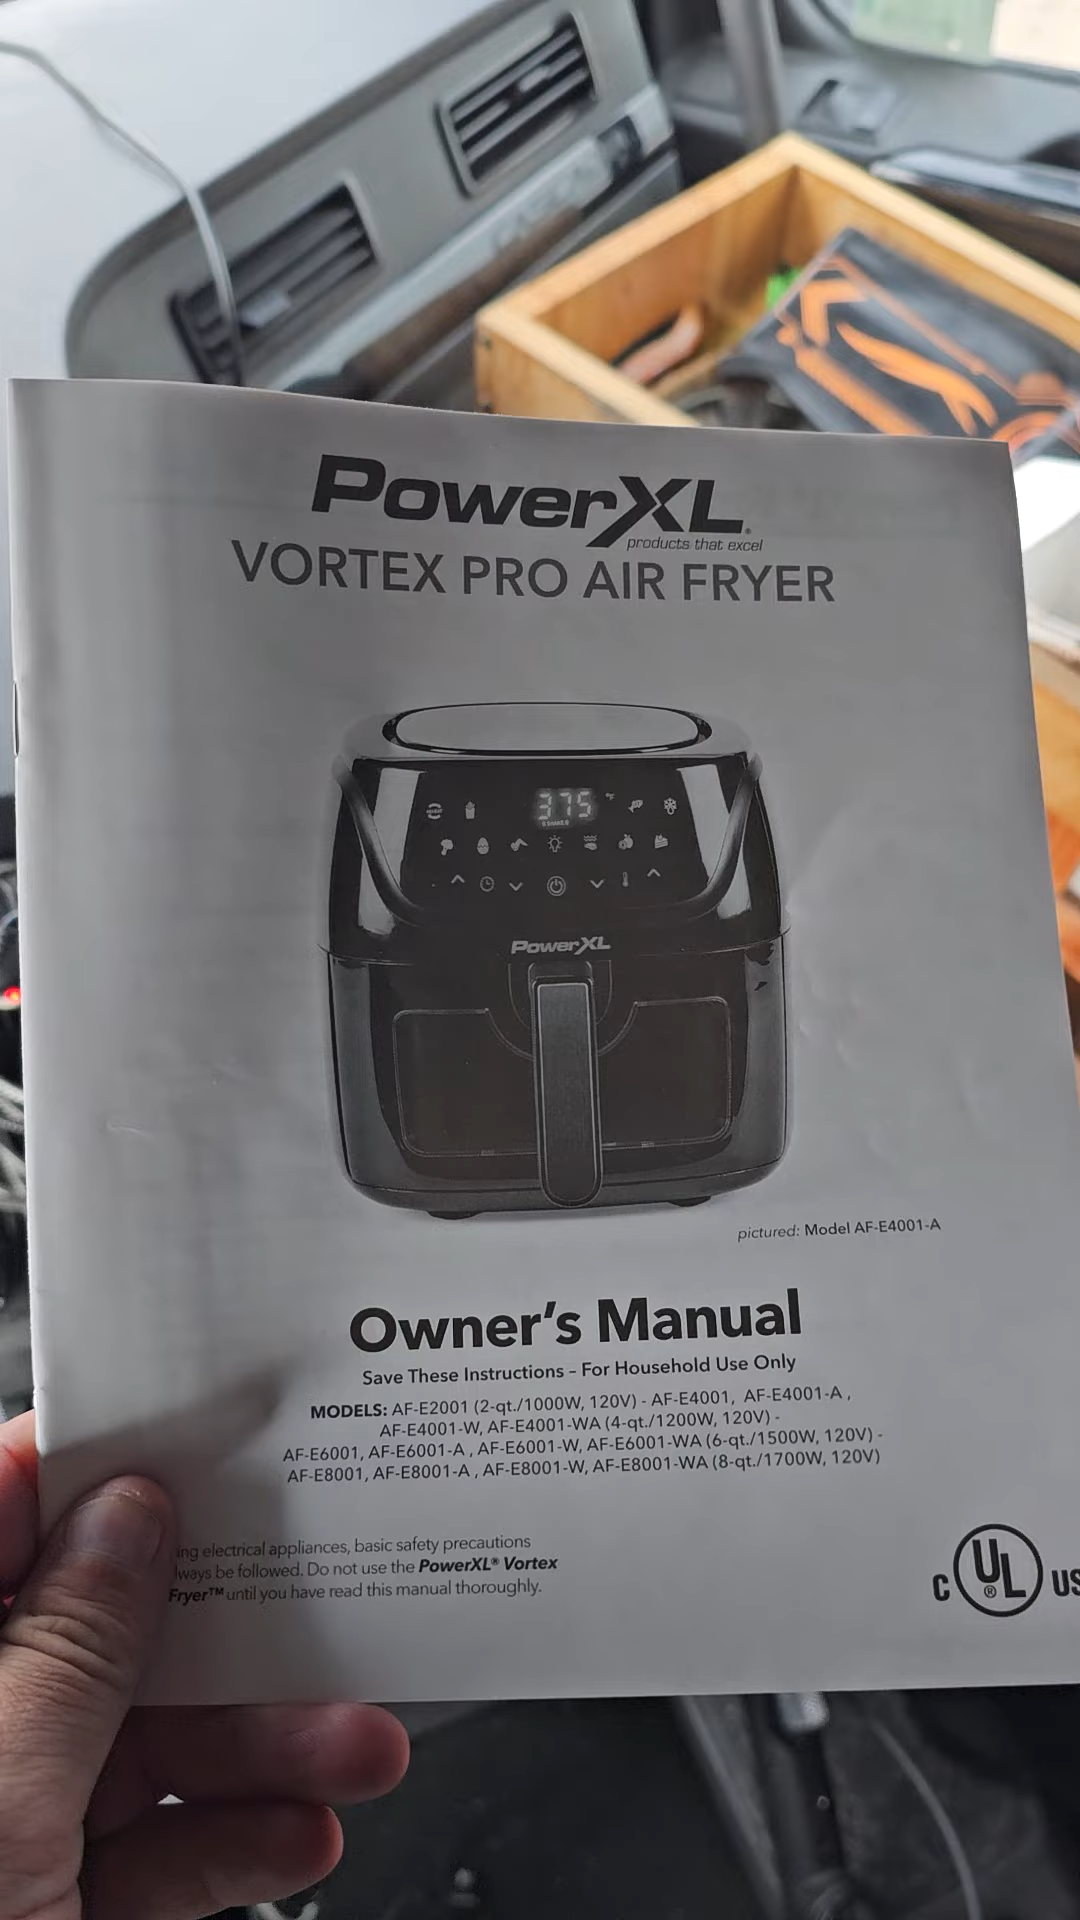 PowerXL®
products that excel
VORTEX PRO AIR FRYER
375 °F
SHAKE
PowerXL
pictured: Model AF-E4001-A
Owner's Manual
Save These Instructions – For Household Use Only
MODELS: AF-E2001 (2-qt./1000W, 120V) - AF-E4001, AF-E4001-A ,
AF-E4001-W, AF-E4001-WA (4-qt./1200W, 120V) -
AF-E6001, AF-E6001-A , AF-E6001-W, AF-E6001-WA (6-qt./1500W, 120V) -
AF-E8001, AF-E8001-A , AF-E8001-W, AF-E8001-WA (8-qt./1700W, 120V)
ing electrical appliances, basic safety precautions
lways be followed. Do not use the PowerXL® Vortex
Fryer™ until you have read this manual thoroughly.
C UL® US